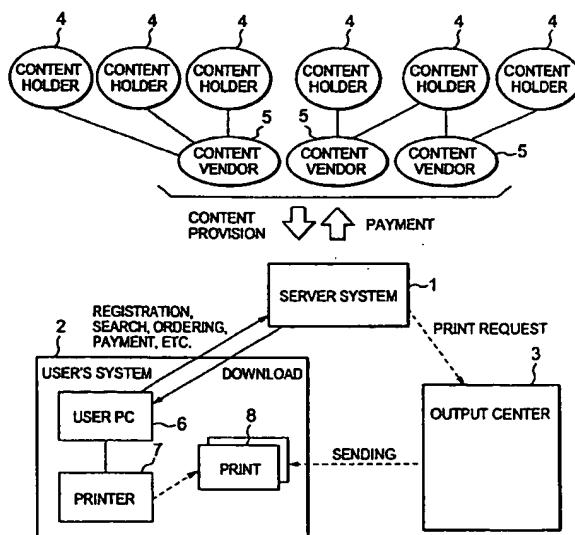 4 4 4 4 4 4
CONTENT HOLDER CONTENT HOLDER CONTENT HOLDER CONTENT HOLDER CONTENT HOLDER CONTENT HOLDER
5 5
CONTENT VENDOR CONTENT VENDOR CONTENT VENDOR 5
CONTENT PROVISION PAYMENT
1
SERVER SYSTEM
REGISTRATION,
SEARCH, ORDERING,
PAYMENT, ETC.
PRINT REQUEST
2
3
USER'S SYSTEM DOWNLOAD
USER PC
6
8
OUTPUT CENTER
7
PRINT
SENDING
PRINTER